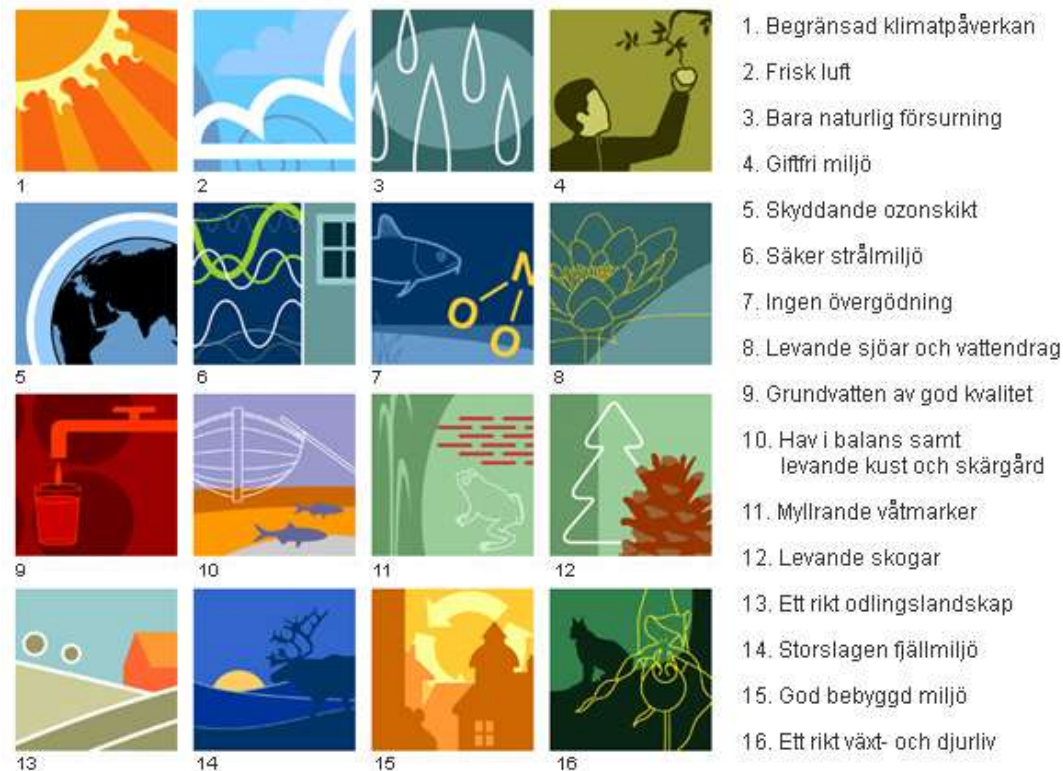 1
2
3
4
5
6
N
O
O
7
8
9
10
11
12
13
14
15
16
1. Begränsad klimatpåverkan
2. Frisk luft
3. Bara naturlig försurning
4. Giftfri miljö
5. Skyddande ozonskikt
6. Säker strålmiljö
7. Ingen övergödning
8. Levande sjöar och vattendrag
9. Grundvatten av god kvalitet
10. Hav i balans samt
levande kust och skärgård
11. Myllrande våtmarker
12. Levande skogar
13. Ett rikt odlingslandskap
14. Storslagen fjällmiljö
15. God bebyggd miljö
16. Ett rikt växt- och djurliv